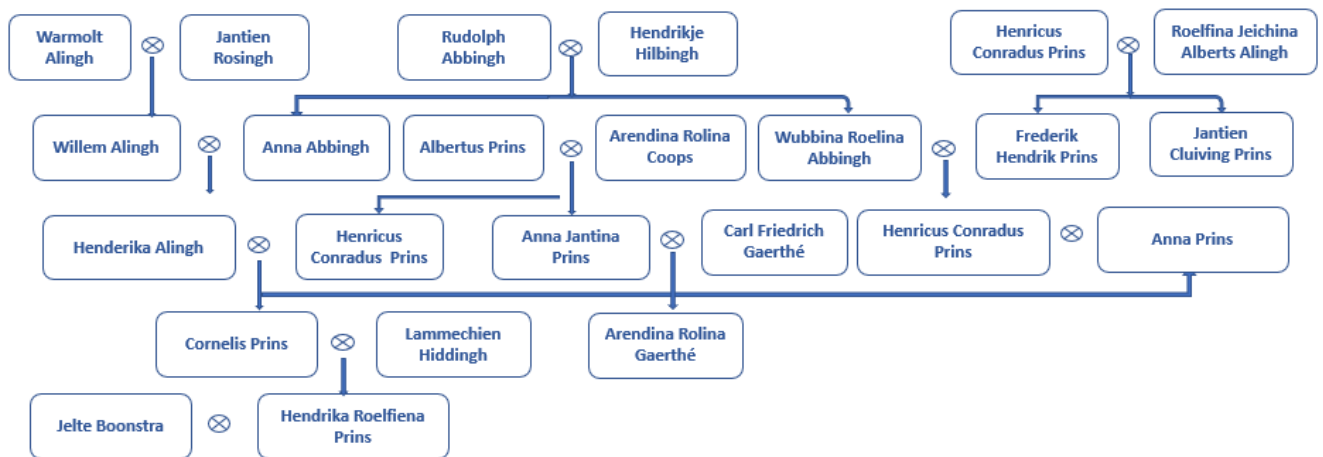 Warmolt
Alingh
Jantien
Rosingh
Rudolph
Abbingh
Hendrikje
Hilbingh
Henricus
Conradus Prins
Roelfina Jeichina
Alberts Alingh
Willem Alingh
Anna Abbingh
Albertus Prins
Arendina Rolina
Coops
Wubbina Roelina
Abbingh
Frederik
Hendrik Prins
Jantien
Cluiving Prins
Henderika Alingh
Henricus
Conradus Prins
Anna Jantina
Prins
Carl Friedrich
Gaerthé
Henricus Conradus
Prins
Anna Prins
Cornelis Prins
Lammechien
Hiddingh
Arendina Rolina
Gaerthé
Jelte Boonstra
Hendrika Roelfiena
Prins